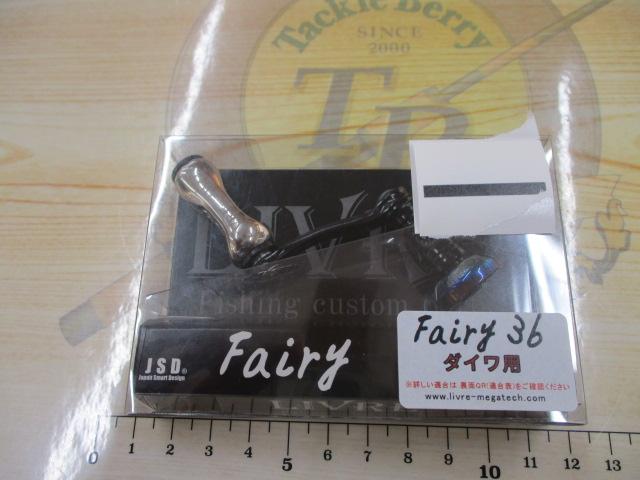 Tackle Berry
SINCE
2000
TB
LIVRE
Fishing custom
Fairy 36
ダイワ用
※詳しい適合は 裏面QR(適合表)をご確認ください
www.livre-megatech.com
JSD®
Japan Smart Design
Fairy
LIVRE
0 1 2 3 4 5 6 7 8 9 10 11 12 13